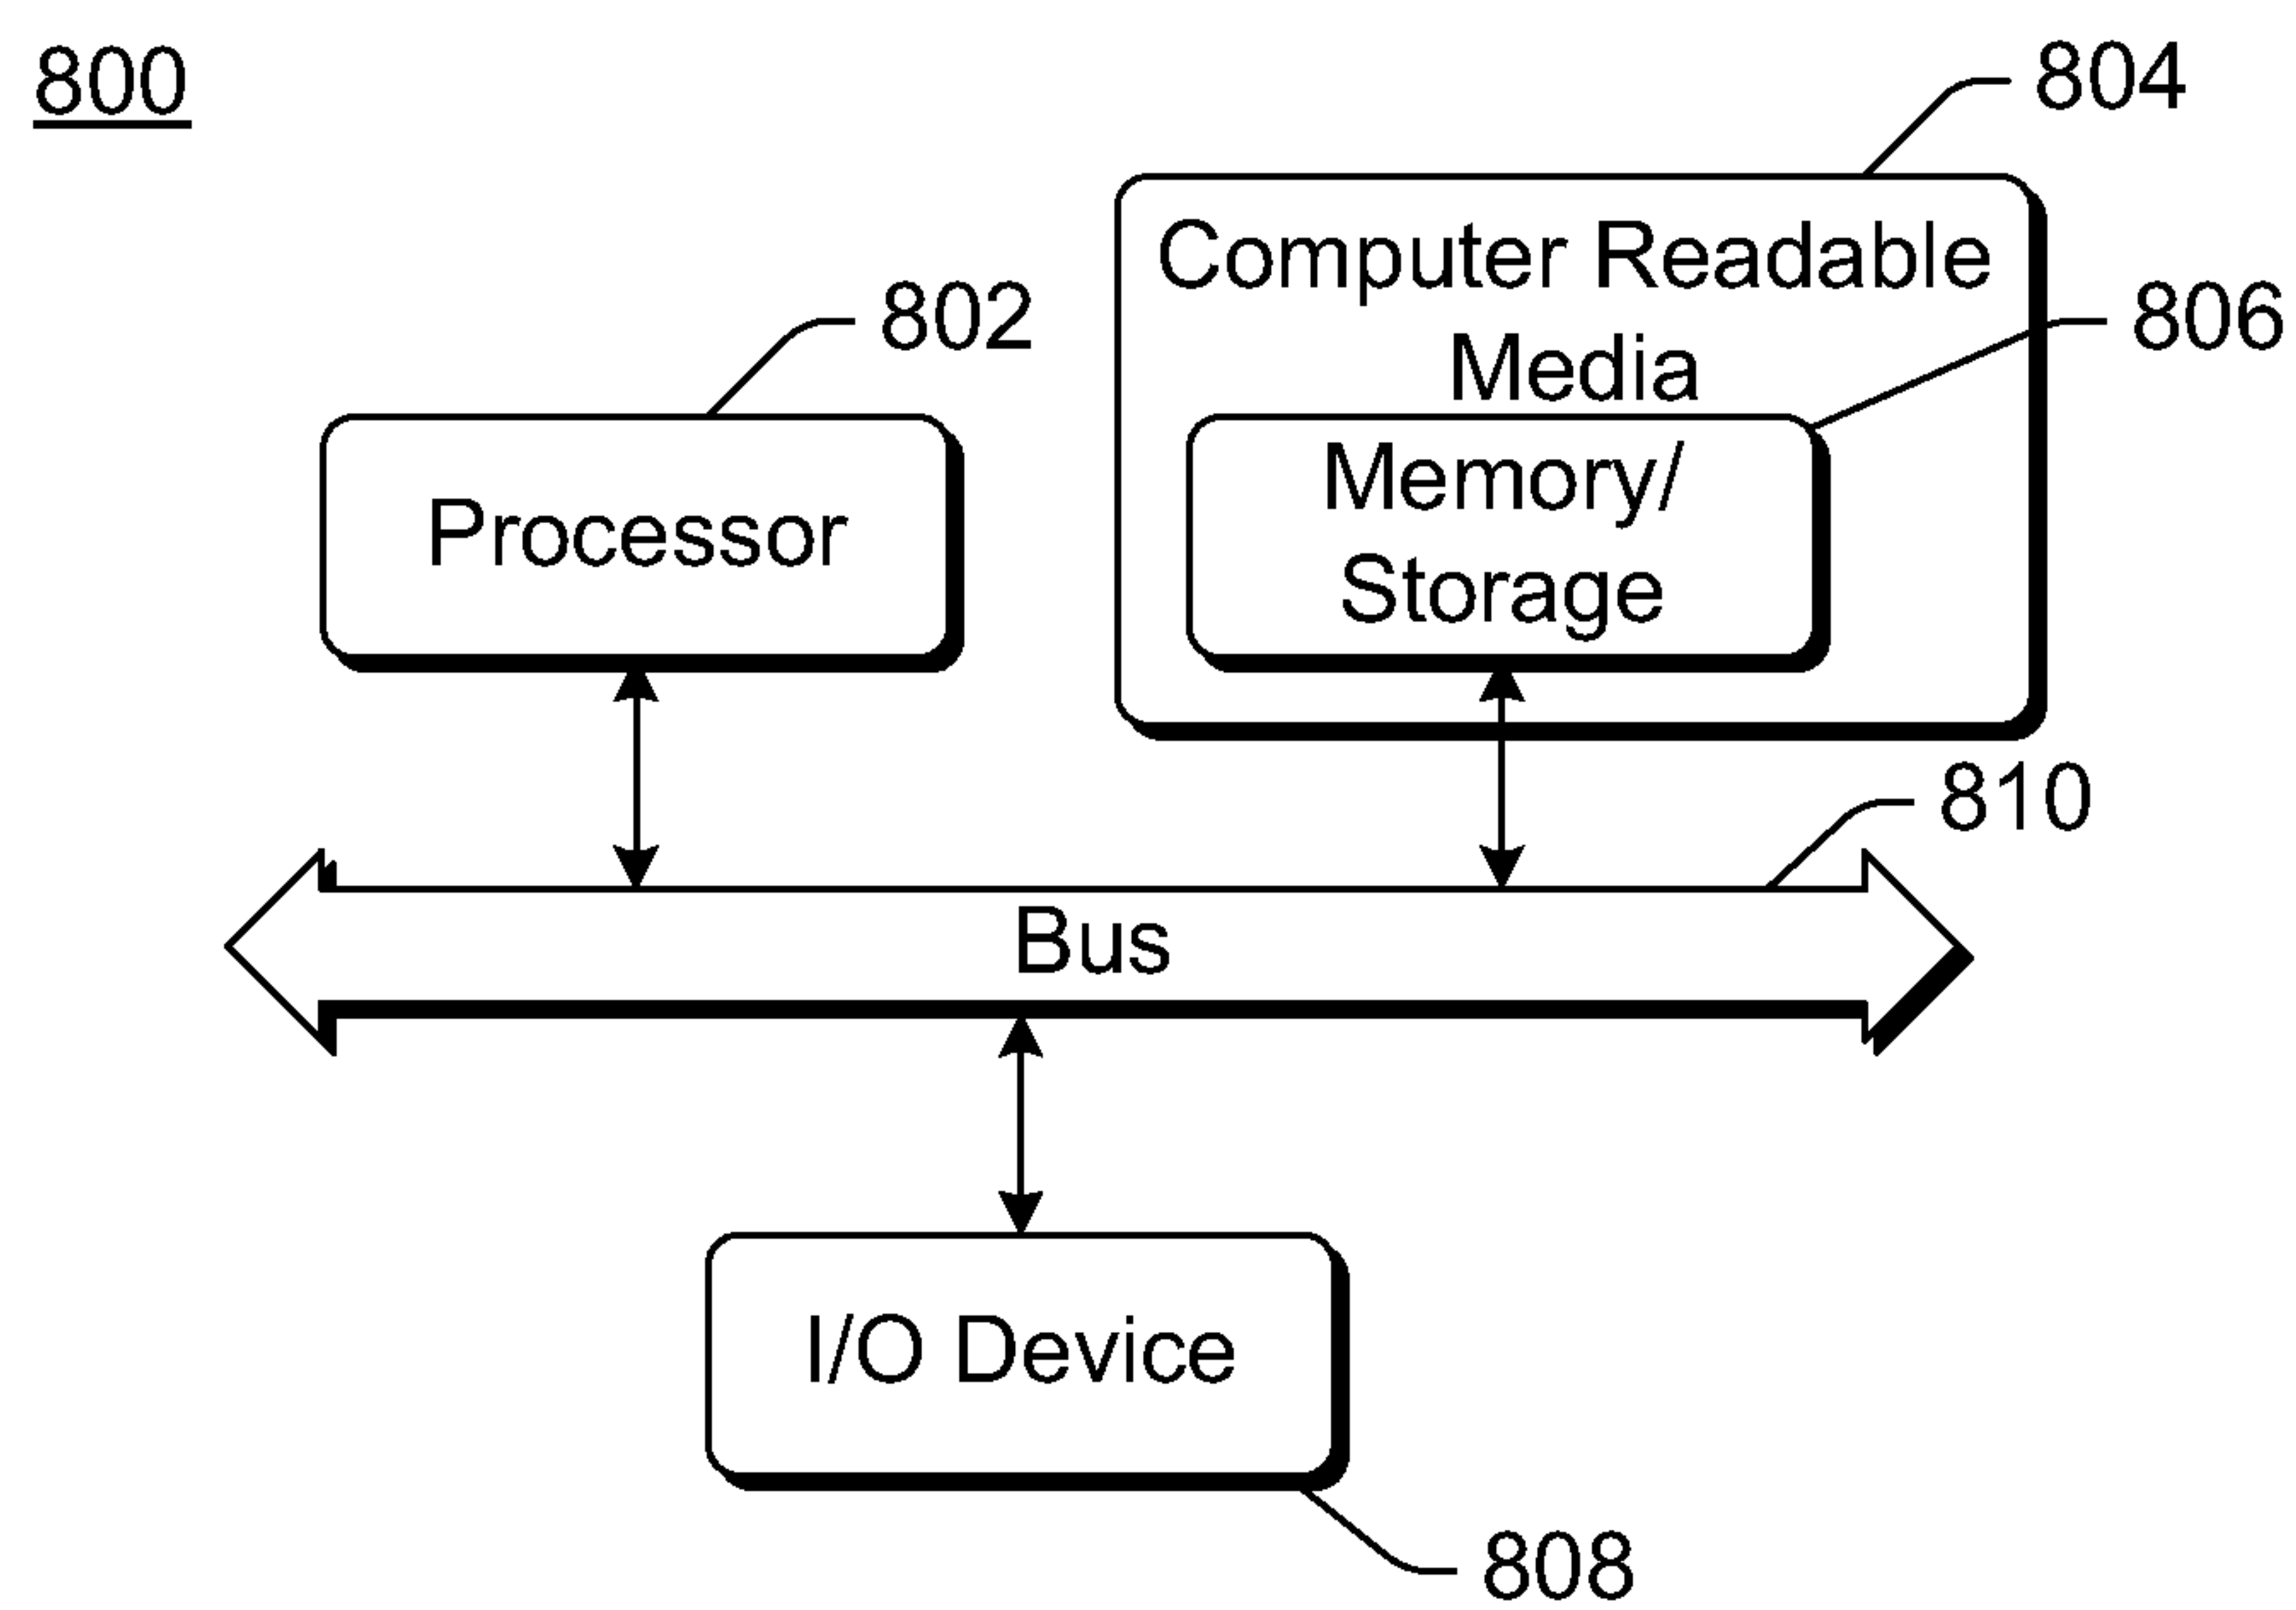 800
804
Computer Readable
Media
802
806
Memory/
Storage
Processor
810
Bus
I/O Device
808